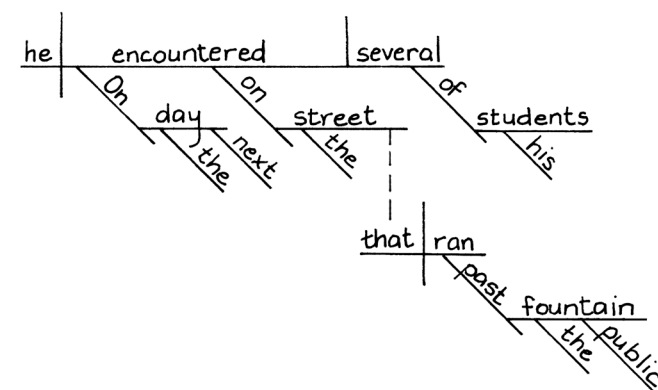 he encountered several
On on of
day street students
the next the his
that ran
past
fountain
the public